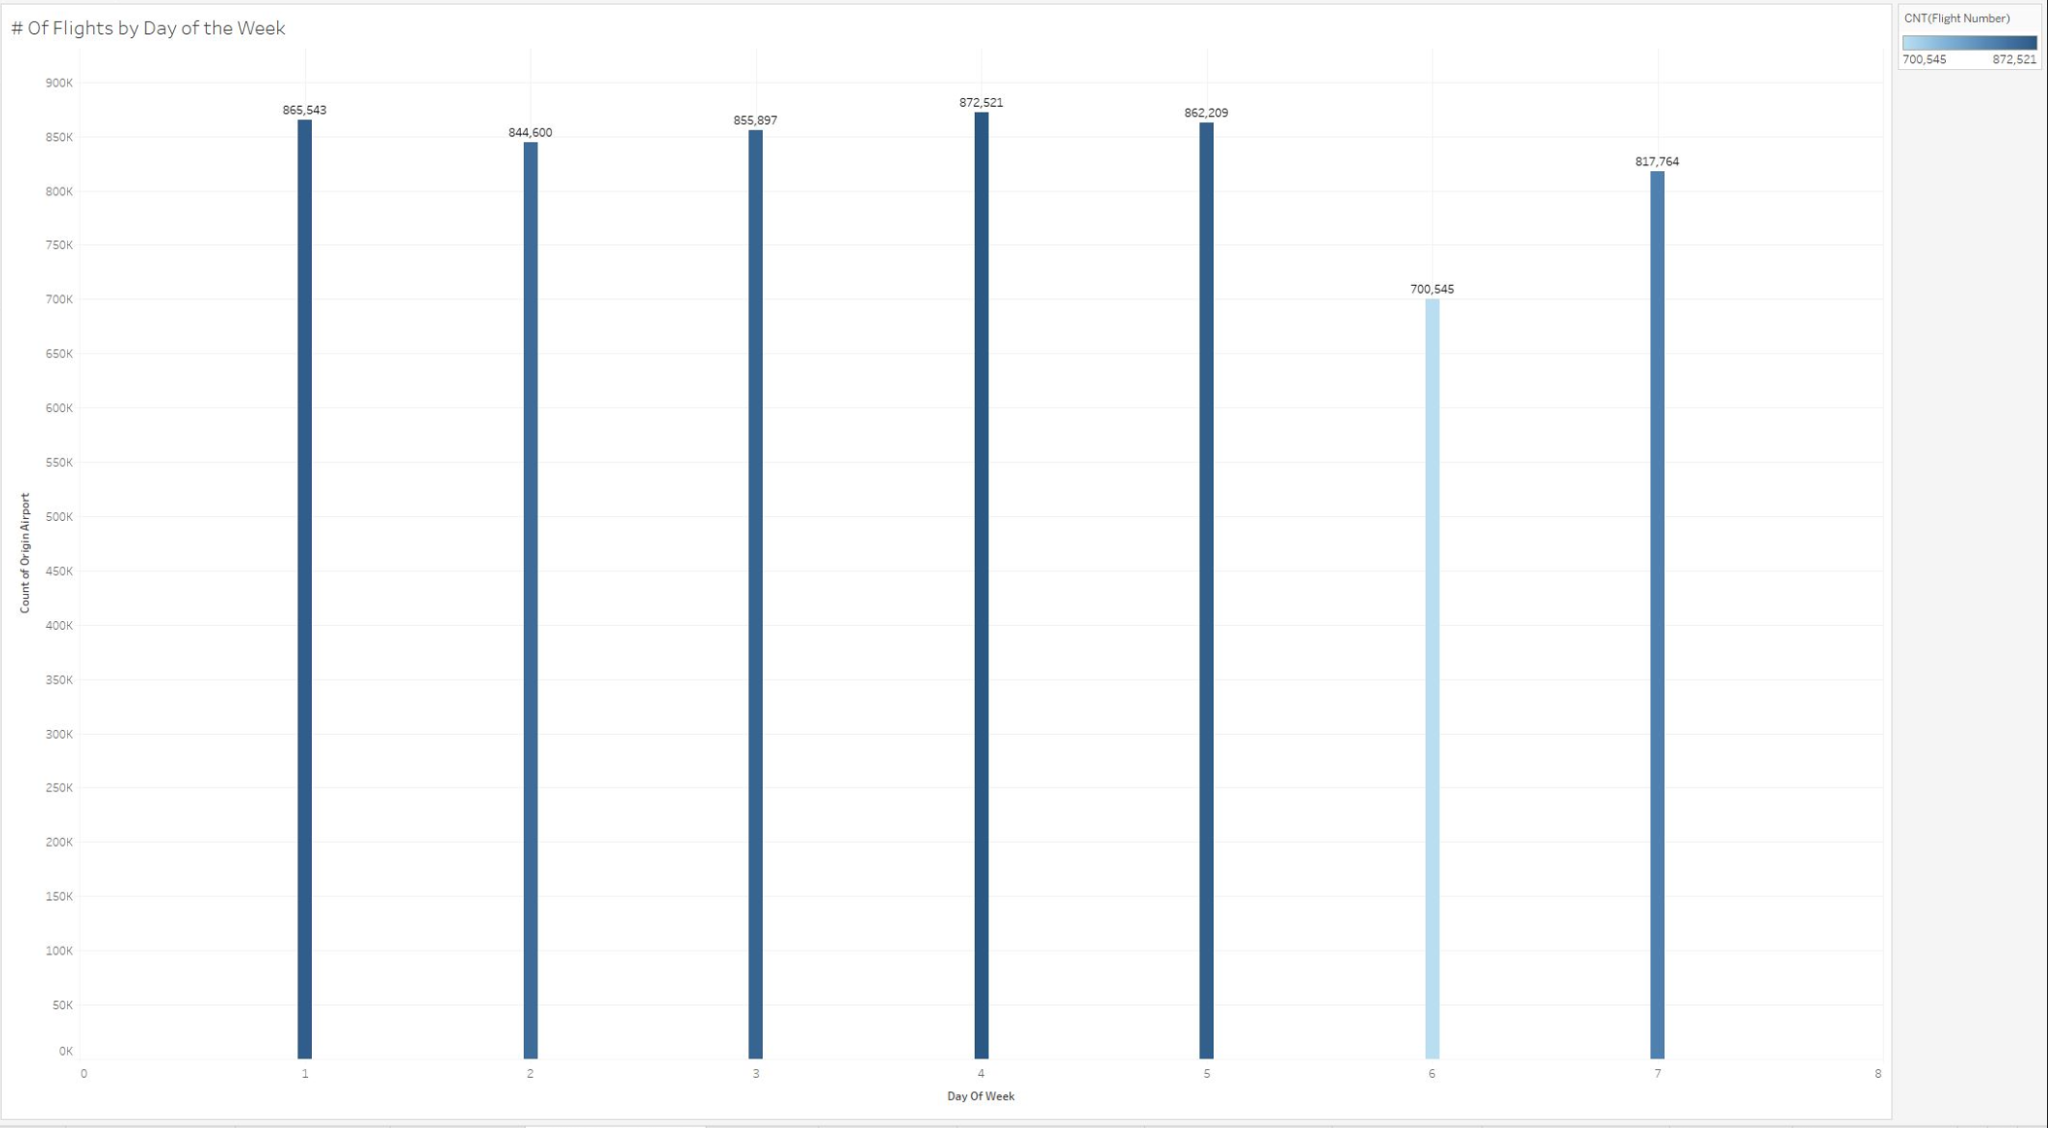 # Of Flights by Day of the Week
CNT(Flight Number)
700,545 872,521
900K
850K
800K
750K
700K
650K
600K
550K
500K
450K
400K
350K
300K
250K
200K
150K
100K
50K
0K
Count of Origin Airport
865,543
844,600
855,897
872,521
862,209
700,545
817,764
0 1 2 3 4 5 6 7 8
Day Of Week